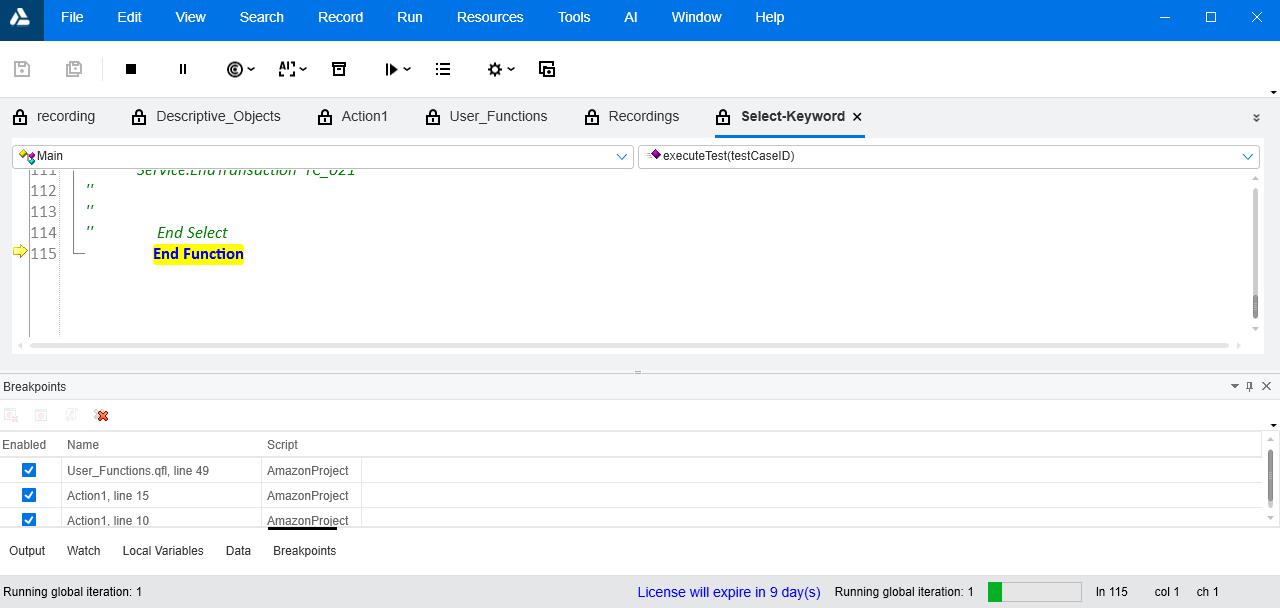 File Edit View Search Record Run Resources Tools AI Window Help
recording Descriptive_Objects Action1 User_Functions Recordings Select-Keyword
Main executeTest(testCaseID)
111 Service.EndTransaction "TC_021"
112 ''
113 ''
114 '' End Select
115 End Function
Breakpoints
Enabled Name Script
User_Functions.qfl, line 49 AmazonProject
Action1, line 15 AmazonProject
Action1, line 10 AmazonProject
Output Watch Local Variables Data Breakpoints
Running global iteration: 1 License will expire in 9 day(s) Running global iteration: 1 ln 115 col 1 ch 1